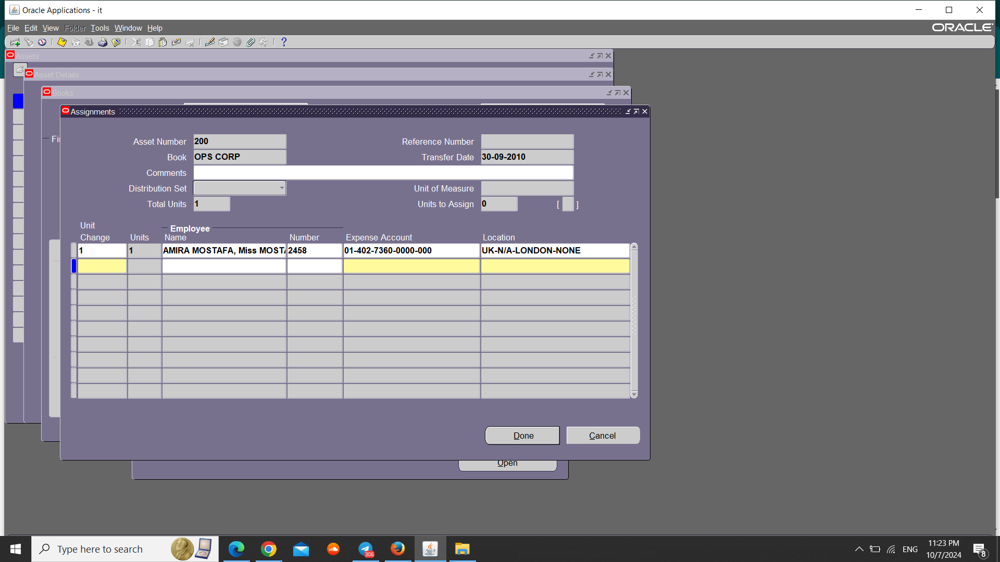 Oracle Applications - it
File Edit View Folder Tools Window Help
ORACLE
Assets
Asset Details
Books
Assignments
Fi
Asset Number 200 Reference Number
Book OPS CORP Transfer Date 30-09-2010
Comments
Distribution Set Unit of Measure
Total Units 1 Units to Assign 0 [ ]
Unit
Employee
Change Units Name Number Expense Account Location
1 1 AMIRA MOSTAFA, Miss MOSTA 2458 01-402-7360-0000-000 UK-N/A-LONDON-NONE
Done Cancel
Open
Type here to search
306
ENG
11:23 PM
10/7/2024
8